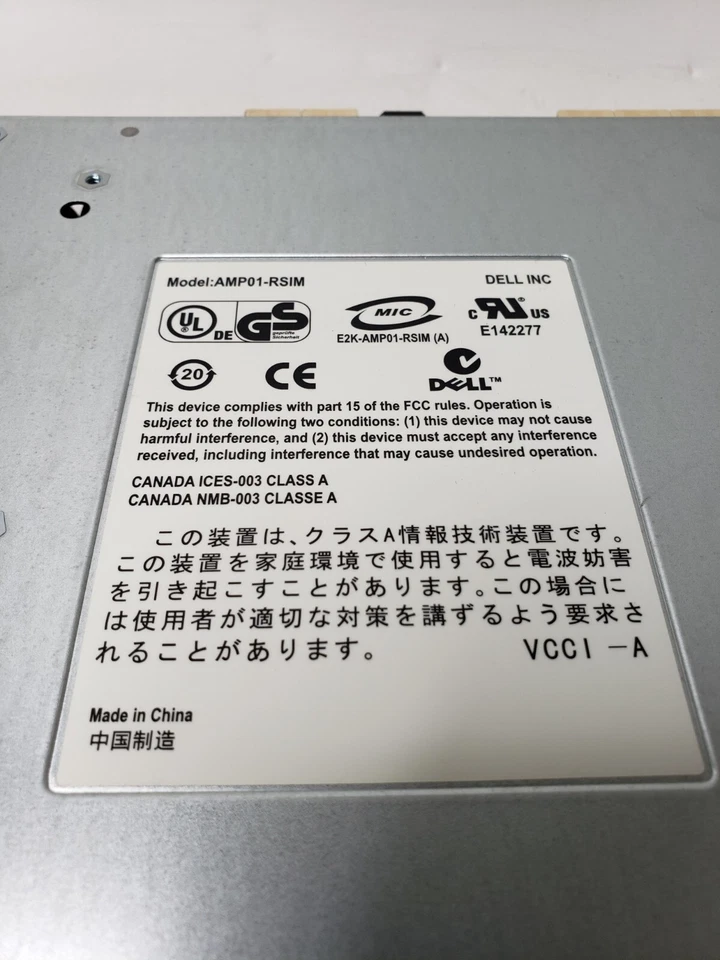 Model:AMP01-RSIM
DELL INC
UL DE GS
geprüfte
Sicherheit
MIC
E2K-AMP01-RSIM (A)
c RU US
E142277
20
CE
DELL™
This device complies with part 15 of the FCC rules. Operation is
subject to the following two conditions: (1) this device may not cause
harmful interference, and (2) this device must accept any interference
received, including interference that may cause undesired operation.
CANADA ICES-003 CLASS A
CANADA NMB-003 CLASSE A
この装置は、クラスA情報技術装置です。
この装置を家庭環境で使用すると電波妨害
を引き起こすことがあります。この場合に
は使用者が適切な対策を講ずるよう要求さ
れることがあります。 VCCI －A
Made in China
中国制造